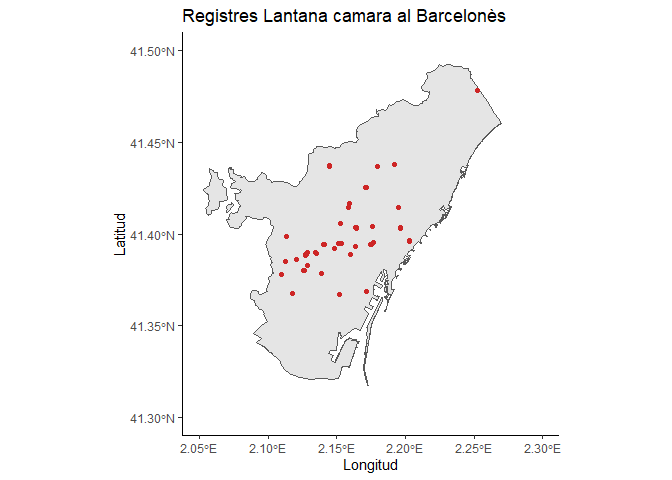 Registres Lantana camara al Barcelonès
41.50°N
41.45°N
41.40°N
41.35°N
41.30°N
Latitud
2.05°E 2.10°E 2.15°E 2.20°E 2.25°E 2.30°E
Longitud